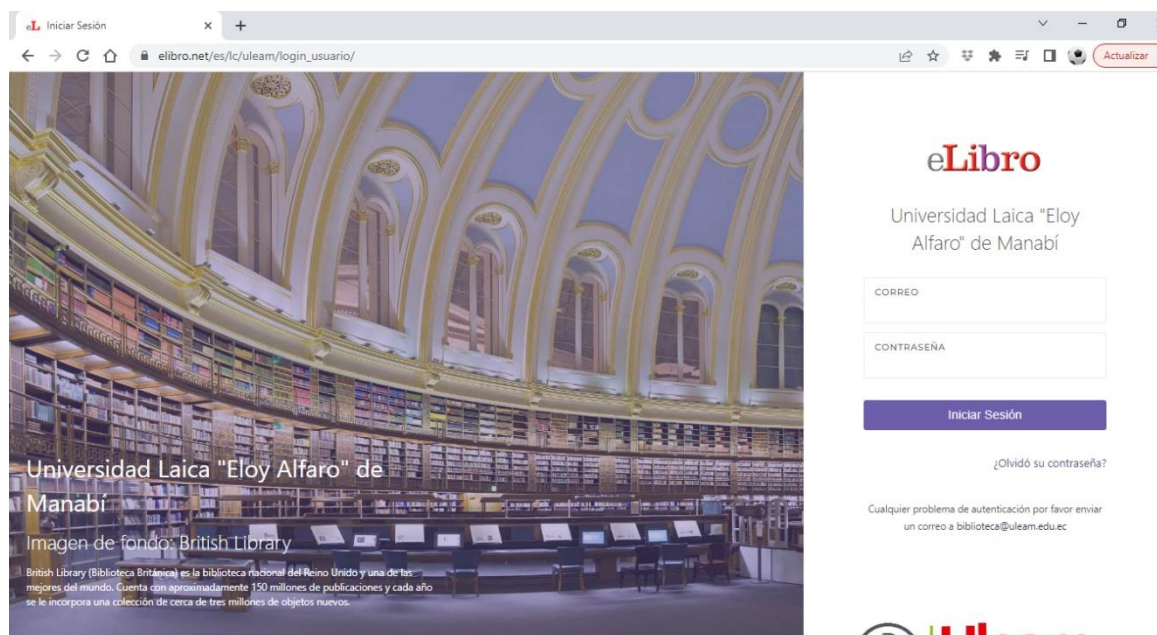 eL Iniciar Sesión
elibro.net/es/lc/uleam/login_usuario/
Actualizar
eLibro
Universidad Laica "Eloy
Alfaro" de Manabí
CORREO
CONTRASEÑA
Iniciar Sesión
¿Olvidó su contraseña?
Cualquier problema de autenticación por favor enviar
un correo a biblioteca@uleam.edu.ec
Universidad Laica "Eloy Alfaro" de
Manabí
Imagen de fondo: British Library
British Library (Biblioteca Británica) es la biblioteca nacional del Reino Unido y una de las
mejores del mundo. Cuenta con aproximadamente 150 millones de publicaciones y cada año
se le incorpora una colección de cerca de tres millones de objetos nuevos.
Uleam